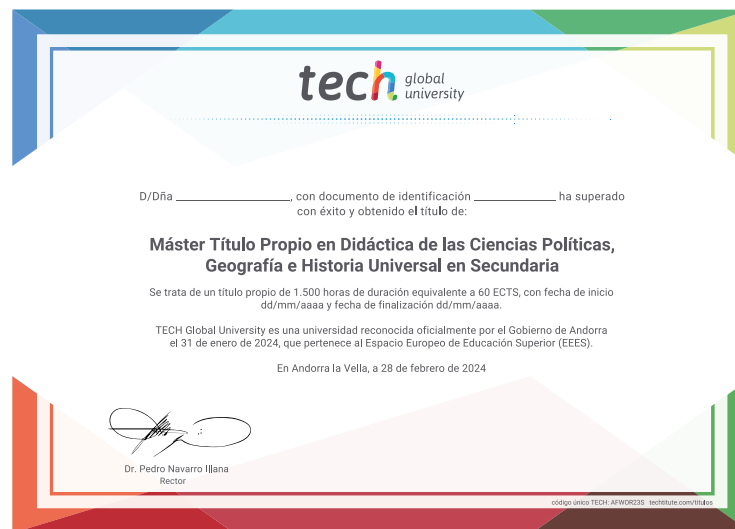 tech global
university
D/Dña ______________, con documento de identificación __________ ha superado
con éxito y obtenido el título de:
Máster Título Propio en Didáctica de las Ciencias Políticas,
Geografía e Historia Universal en Secundaria
Se trata de un título propio de 1.500 horas de duración equivalente a 60 ECTS, con fecha de inicio
dd/mm/aaaa y fecha de finalización dd/mm/aaaa.
TECH Global University es una universidad reconocida oficialmente por el Gobierno de Andorra
el 31 de enero de 2024, que pertenece al Espacio Europeo de Educación Superior (EEES).
En Andorra la Vella, a 28 de febrero de 2024
Dr. Pedro Navarro Illana
Rector
código único TECH: AFWOR23S techtitute.com/titulos